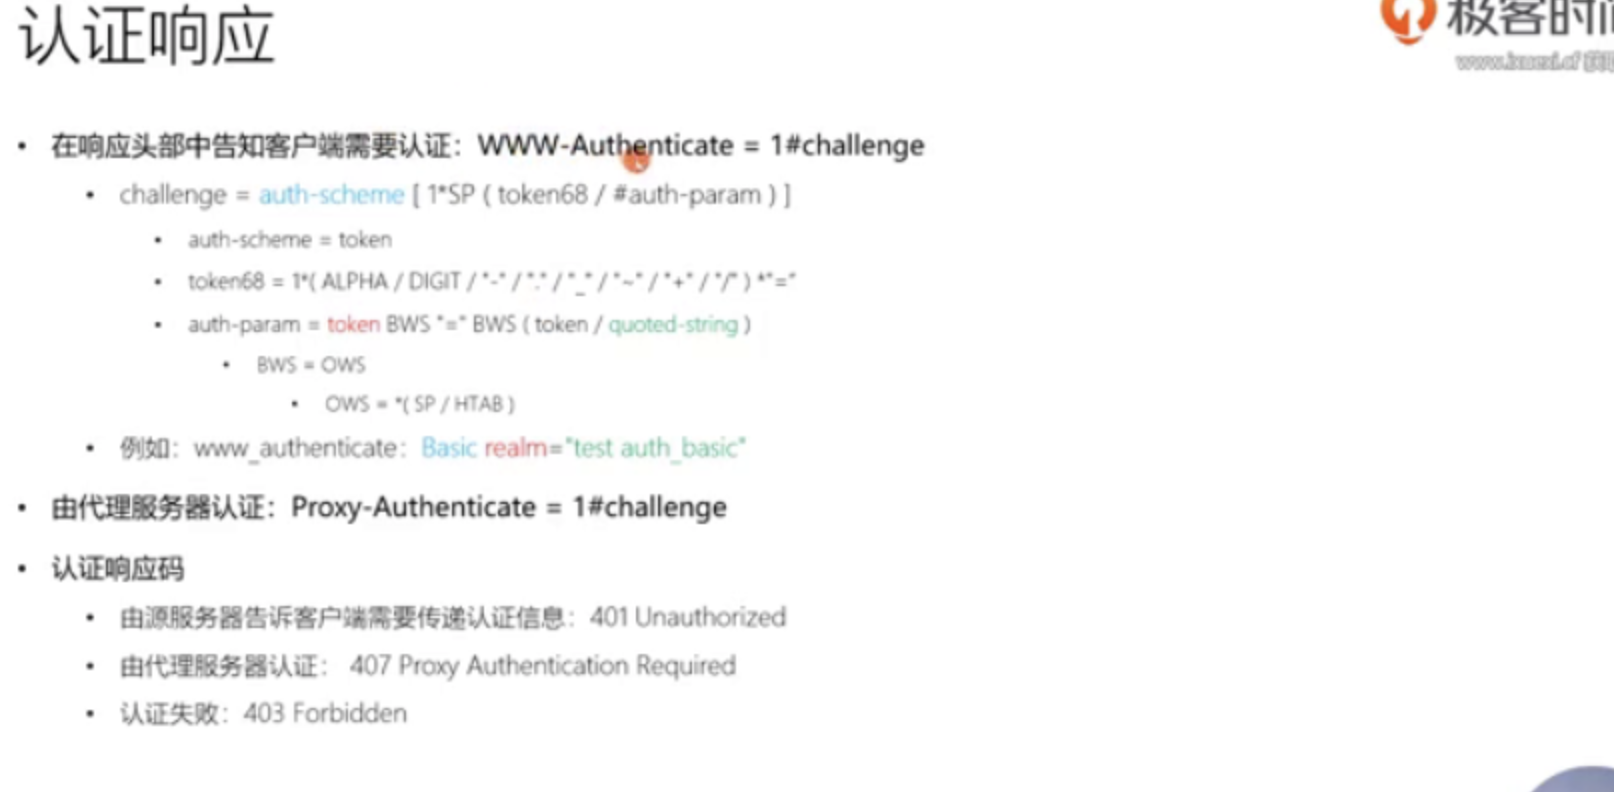 认证响应
极客时间
• 在响应头部中告知客户端需要认证：WWW-Authenticate = 1#challenge
• challenge = auth-scheme [ 1*SP ( token68 / #auth-param ) ]
• auth-scheme = token
• token68 = 1*( ALPHA / DIGIT / "-" / "." / "_" / "~" / "+" / "/" ) *"="
• auth-param = token BWS "=" BWS ( token / quoted-string )
• BWS = OWS
• OWS = *( SP / HTAB )
• 例如：www_authenticate：Basic realm="test auth_basic"
• 由代理服务器认证：Proxy-Authenticate = 1#challenge
• 认证响应码
• 由源服务器告诉客户端需要传递认证信息：401 Unauthorized
• 由代理服务器认证： 407 Proxy Authentication Required
• 认证失败：403 Forbidden